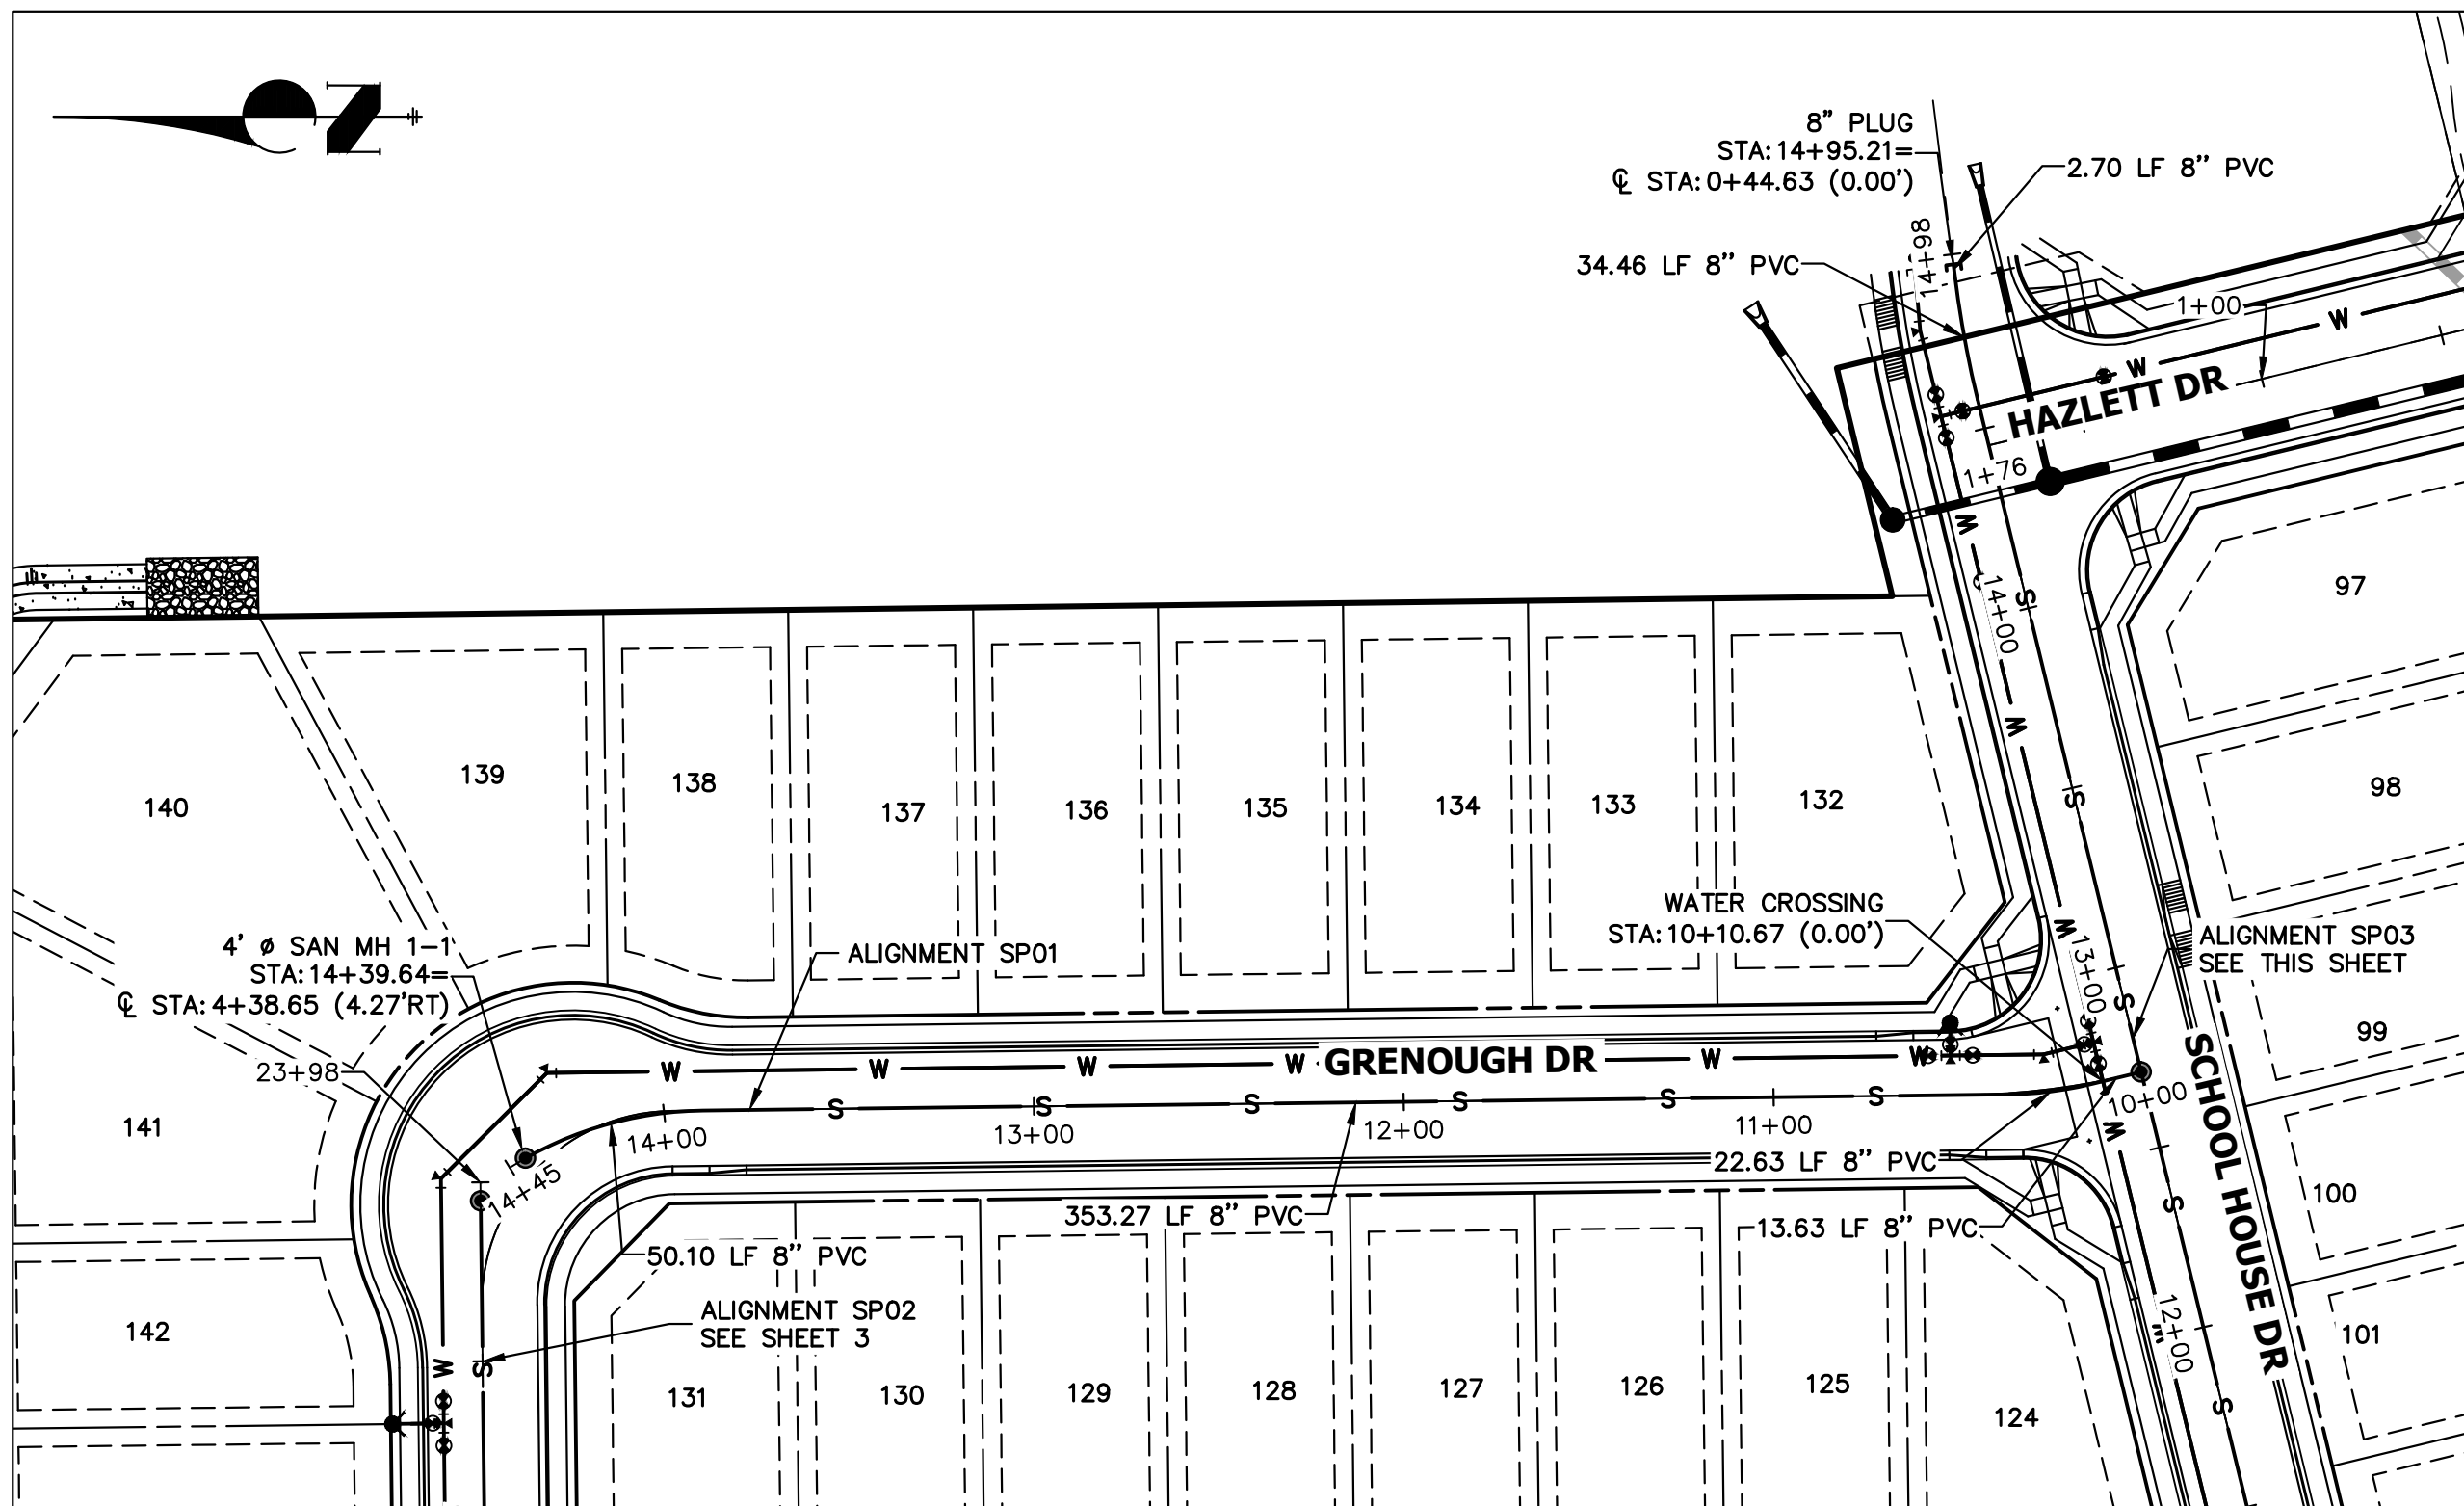 N
8" PLUG
STA:14+95.21=
℄ STA:0+44.63 (0.00')
2.70 LF 8" PVC
34.46 LF 8" PVC
14+98
1+00
W
W
HAZLETT DR
1+76
W
14+00
S
97
W
S
98
139
138
137
136
135
134
133
132
140
WATER CROSSING
STA:10+10.67 (0.00')
W
13+00
S
ALIGNMENT SP03
SEE THIS SHEET
4' ø SAN MH 1-1
STA:14+39.64=
℄ STA:4+38.65 (4.27'RT)
ALIGNMENT SP01
99
23+98
W
W
W
W
GRENOUGH DR
W
W
SCHOOL HOUSE DR
S
S
S
S
S
S
10+00
141
14+45
14+00
13+00
12+00
11+00
W
22.63 LF 8" PVC
353.27 LF 8" PVC
13.63 LF 8" PVC
S
100
50.10 LF 8" PVC
ALIGNMENT SP02
SEE SHEET 3
142
12+00
101
W
S
131
130
129
128
127
126
125
124
S